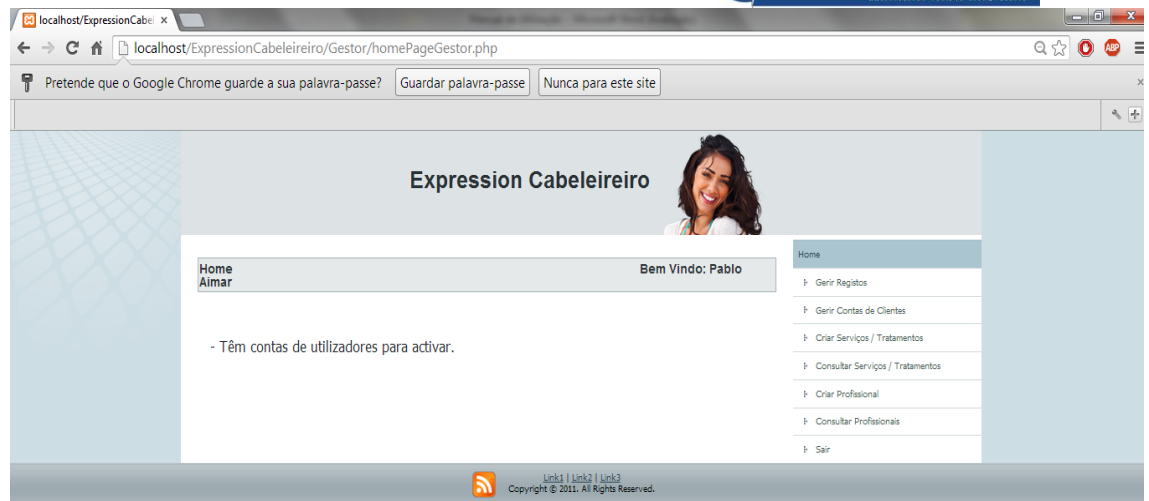 localhost/ExpressionCabel
localhost/ExpressionCabeleireiro/Gestor/homePageGestor.php
ABP
Pretende que o Google Chrome guarde a sua palavra-passe? Guardar palavra-passe Nunca para este site
Expression Cabeleireiro
Home Bem Vindo: Pablo
Aimar
- Têm contas de utilizadores para activar.
Home
Gerir Registos
Gerir Contas de Clientes
Criar Serviços / Tratamentos
Consultar Serviços / Tratamentos
Criar Profissional
Consultar Profissionais
Sair
Link1 | Link2 | Link3
Copyright © 2011. All Rights Reserved.